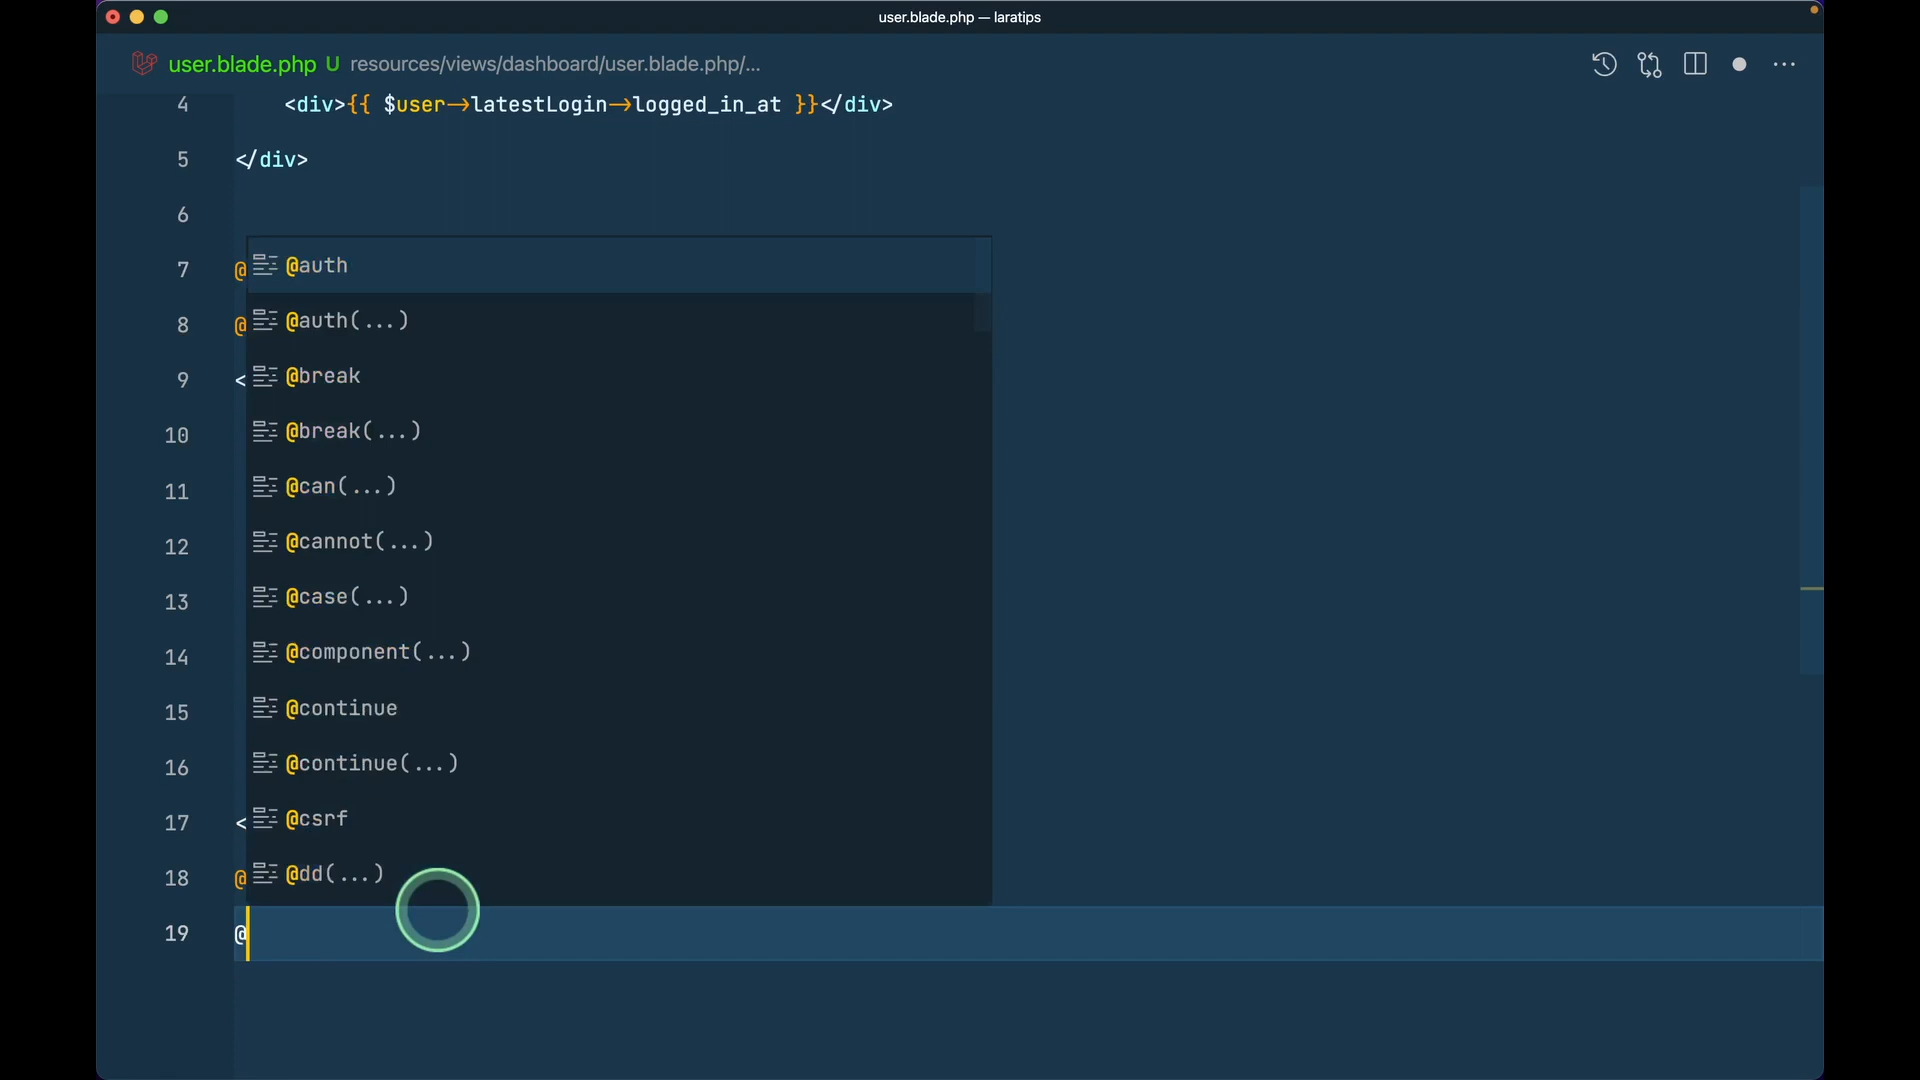 user.blade.php — laratips
user.blade.php U resources/views/dashboard/user.blade.php/...
4 <div>{{ $user->latestLogin->logged_in_at }}</div>
5 </div>
6
7 @ @auth
8 @ @auth(...)
9 < @break
10 @break(...)
11 @can(...)
12 @cannot(...)
13 @case(...)
14 @component(...)
15 @continue
16 @continue(...)
17 < @csrf
18 @ @dd(...)
19 @